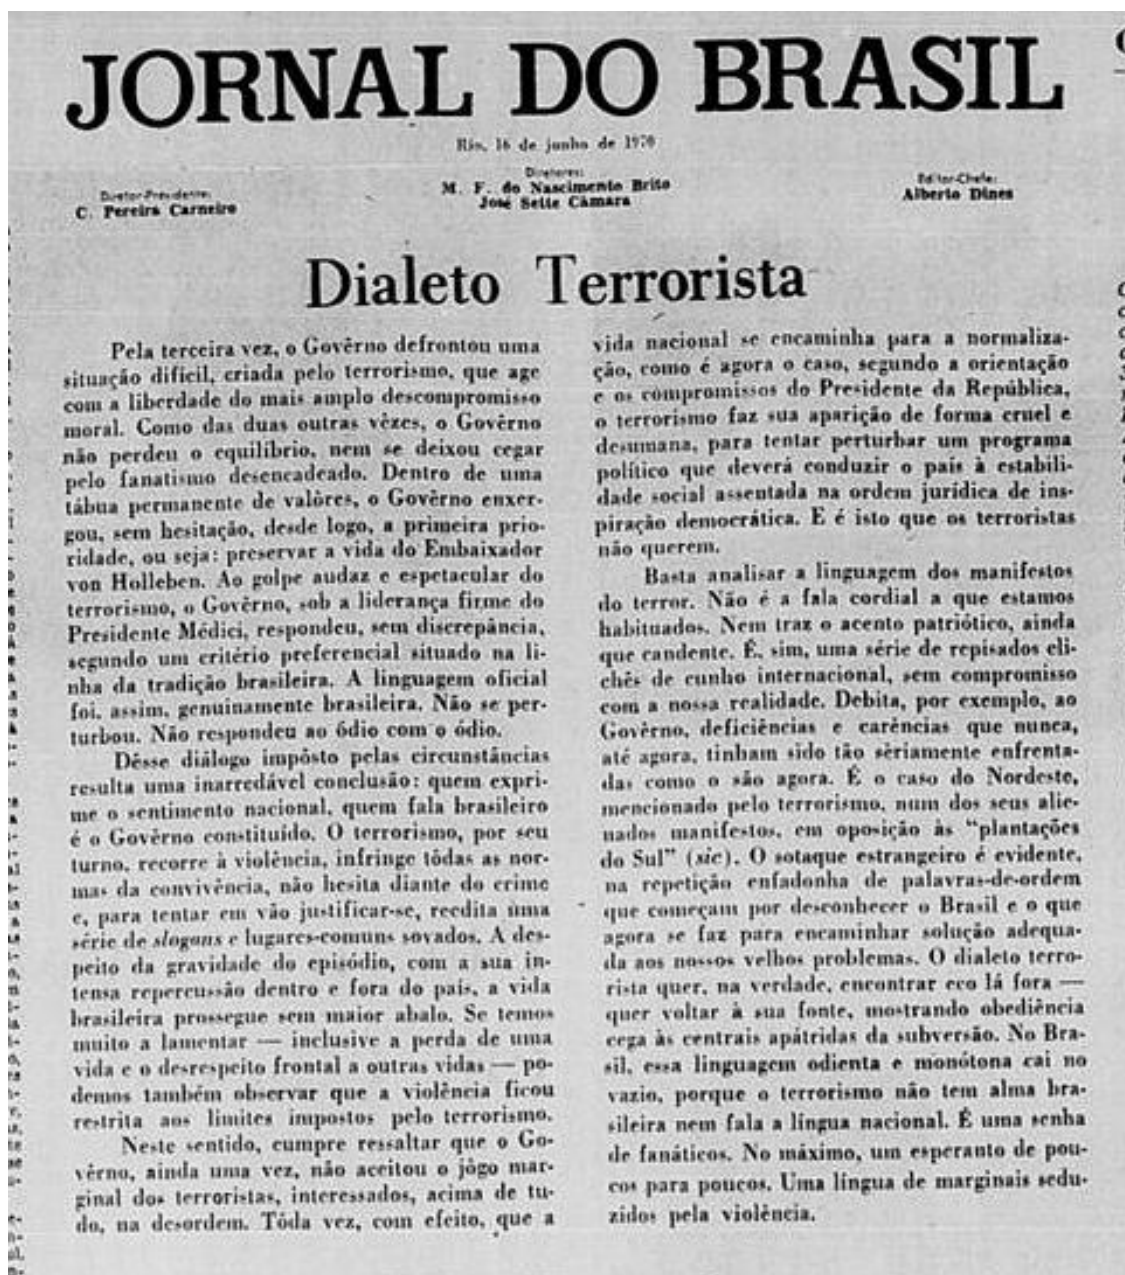 JORNAL DO BRASIL
Rio, 16 de junho de 1970
Diretor-Presidente:
C. Pereira Carneiro
Diretores:
M. F. do Nascimento Brito
José Sette Câmara
Editor-Chefe:
Alberto Dines
Dialeto Terrorista
Pela terceira vez, o Govêrno defrontou uma
situação difícil, criada pelo terrorismo, que age
com a liberdade do mais amplo descompromisso
moral. Como das duas outras vêzes, o Govêrno
não perdeu o equilíbrio, nem se deixou cegar
pelo fanatismo desencadeado. Dentro de uma
tábua permanente de valôres, o Govêrno enxer-
gou, sem hesitação, desde logo, a primeira prio-
ridade, ou seja: preservar a vida do Embaixador
von Holleben. Ao golpe audaz e espetacular do
terrorismo, o Govêrno, sob a liderança firme do
Presidente Médici, respondeu, sem discrepância,
segundo um critério preferencial situado na li-
nha da tradição brasileira. A linguagem oficial
foi, assim, genuinamente brasileira. Não se per-
turbou. Não respondeu ao ódio com o ódio.
Dêsse diálogo impôsto pelas circunstâncias
resulta uma inarredável conclusão: quem expri-
me o sentimento nacional, quem fala brasileiro
é o Govêrno constituído. O terrorismo, por seu
turno, recorre à violência, infringe tôdas as nor-
mas da convivência, não hesita diante do crime
e, para tentar em vão justificar-se, reedita uma
série de slogans e lugares-comuns sovados. A des-
peito da gravidade do episódio, com a sua in-
tensa repercussão dentro e fora do país, a vida
brasileira prossegue sem maior abalo. Se temos
muito a lamentar — inclusive a perda de uma
vida e o desrespeito frontal a outras vidas — po-
demos também observar que a violência ficou
restrita aos limites impostos pelo terrorismo.
Neste sentido, cumpre ressaltar que o Go-
vêrno, ainda uma vez, não aceitou o jôgo mar-
ginal dos terroristas, interessados, acima de tu-
do, na desordem. Tôda vez, com efeito, que a
vida nacional se encaminha para a normaliza-
ção, como é agora o caso, segundo a orientação
e os compromissos do Presidente da República,
o terrorismo faz sua aparição de forma cruel e
desumana, para tentar perturbar um programa
político que deverá conduzir o país à estabili-
dade social assentada na ordem jurídica de ins-
piração democrática. E é isto que os terroristas
não querem.
Basta analisar a linguagem dos manifestos
do terror. Não é a fala cordial a que estamos
habituados. Nem traz o acento patriótico, ainda
que candente. É, sim, uma série de repisados cli-
chês de cunho internacional, sem compromisso
com a nossa realidade. Debita, por exemplo, ao
Govêrno, deficiências e carências que nunca,
até agora, tinham sido tão sèriamente enfrenta-
das como o são agora. É o caso do Nordeste,
mencionado pelo terrorismo, num dos seus alie-
nados manifestos, em oposição às "plantações
do Sul" (sic). O sotaque estrangeiro é evidente,
na repetição enfadonha de palavras-de-ordem
que começam por desconhecer o Brasil e o que
agora se faz para encaminhar solução adequa-
da aos nossos velhos problemas. O dialeto terro-
rista quer, na verdade, encontrar eco lá fora —
quer voltar à sua fonte, mostrando obediência
cega às centrais apátridas da subversão. No Bra-
sil, essa linguagem odienta e monótona cai no
vazio, porque o terrorismo não tem alma bra-
sileira nem fala a língua nacional. É uma senha
de fanáticos. No máximo, um esperanto de pou-
cos para poucos. Uma língua de marginais sedu-
zidos pela violência.